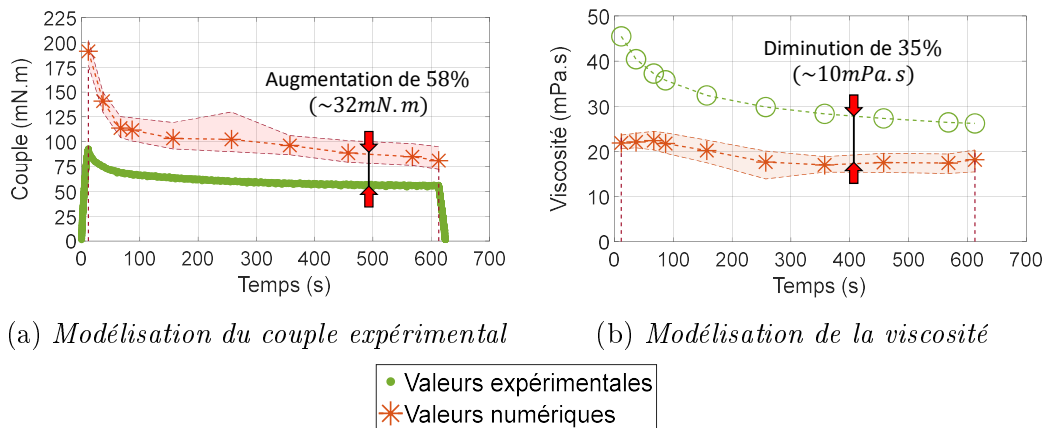 225
200
175
150
125
100
75
50
25
0
Couple (mN.m)
Augmentation de 58%
(~32mN.m)
0 100 200 300 400 500 600 700
Temps (s)
50
40
30
20
10
0
Viscosité (mPa.s)
Diminution de 35%
(~10mPa.s)
0 100 200 300 400 500 600 700
Temps (s)
(a) Modélisation du couple expérimental
(b) Modélisation de la viscosité
Valeurs expérimentales
Valeurs numériques